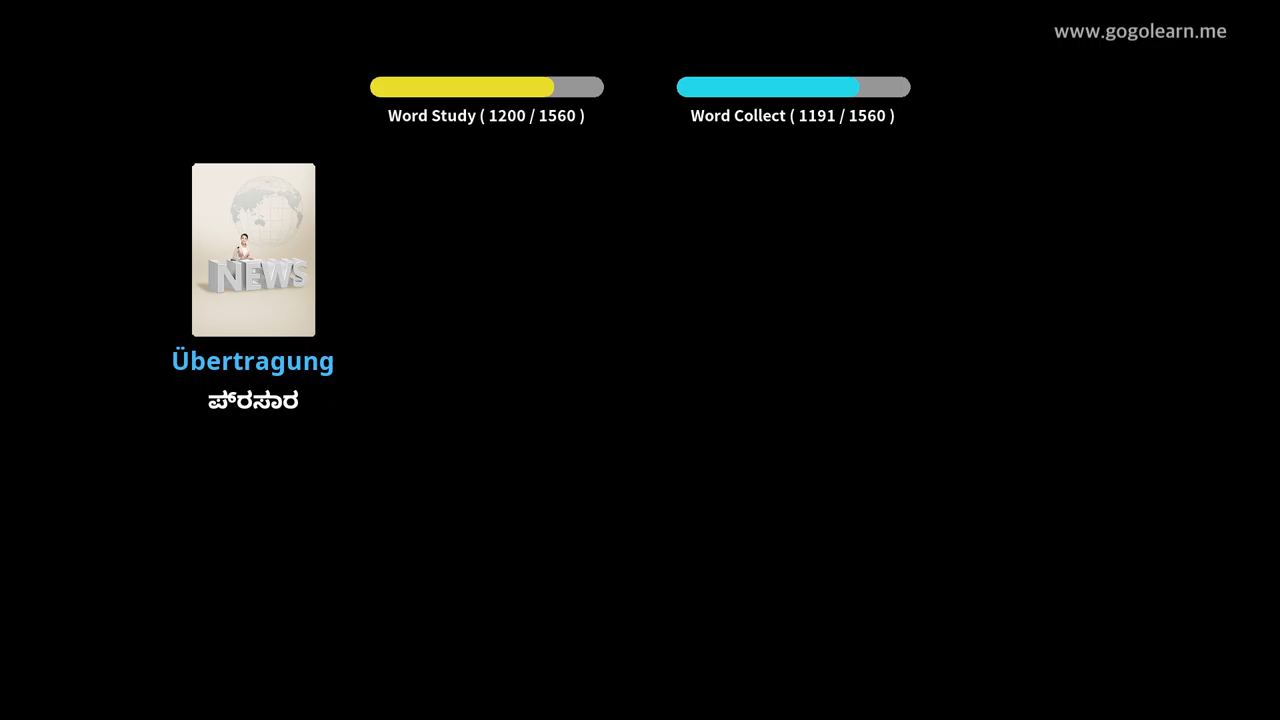 www.gogolearn.me
Word Study ( 1200 / 1560 )
Word Collect ( 1191 / 1560 )
NEWS
Übertragung
ಪ್ರಸಾರ